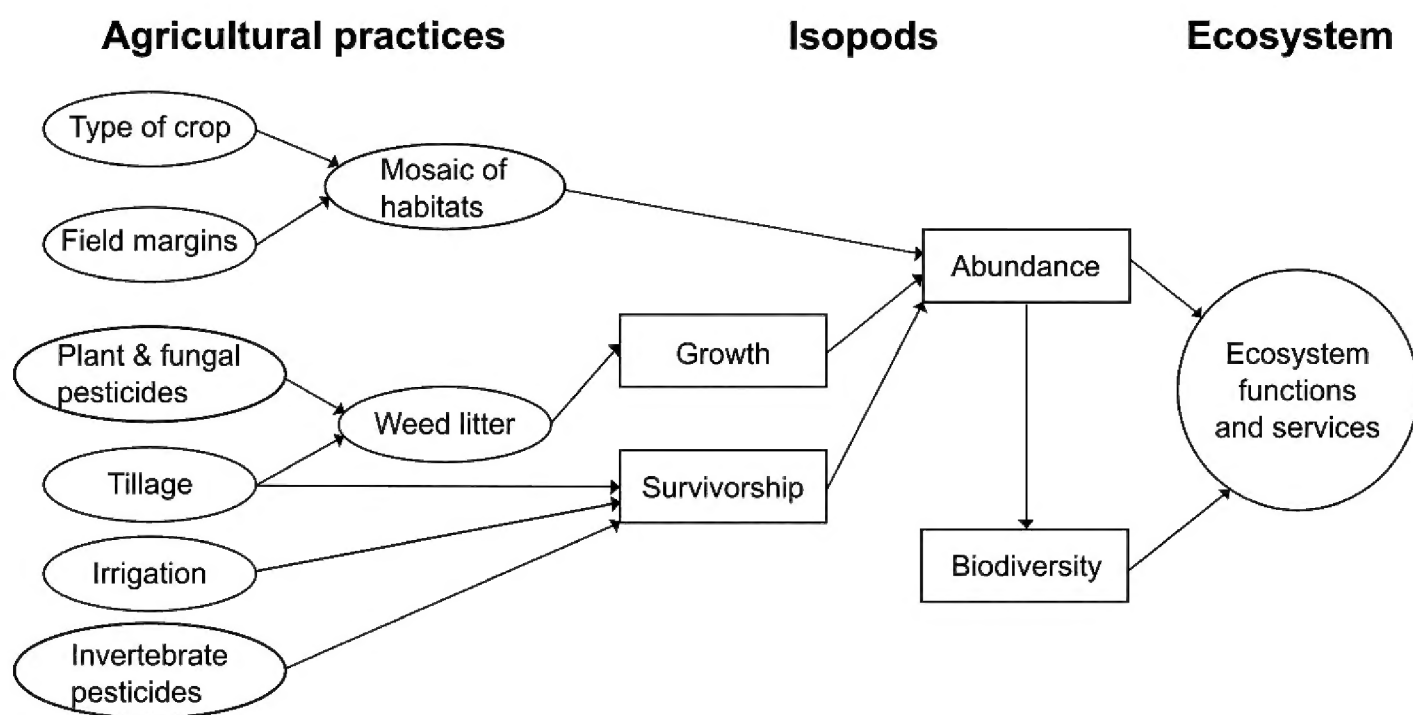 Agricultural practices
Isopods
Ecosystem
Type of crop
Mosaic of
habitats
Field margins
Abundance
Plant & fungal
pesticides
Growth
Ecosystem
functions
and services
Weed litter
Tillage
Survivorship
Irrigation
Biodiversity
Invertebrate
pesticides